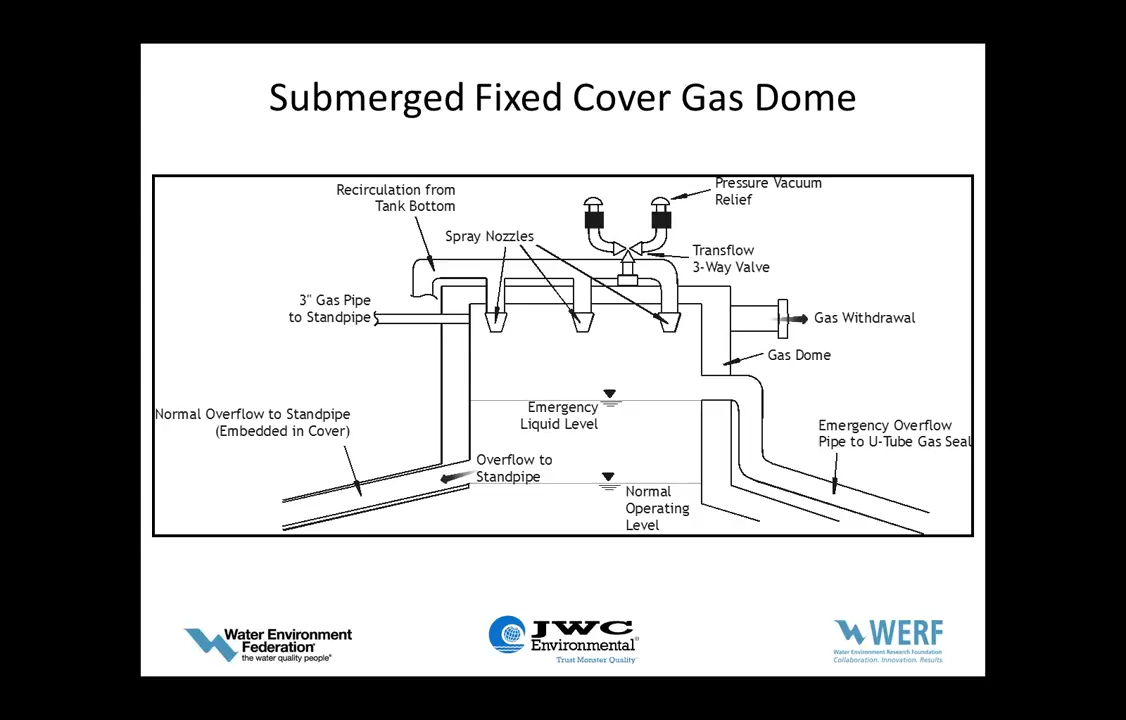 Submerged Fixed Cover Gas Dome
Recirculation from
Tank Bottom
Pressure Vacuum
Relief
Spray Nozzles
Transflow
3-Way Valve
3" Gas Pipe
to Standpipe
Gas Withdrawal
Gas Dome
Normal Overflow to Standpipe
(Embedded in Cover)
Emergency
Liquid Level
Emergency Overflow
Pipe to U-Tube Gas Seal
Overflow to
Standpipe
Normal
Operating
Level
Water Environment
Federation®
the water quality people®
JWC
Environmental®
Trust Monster Quality™
WERF
Water Environment Research Foundation
Collaboration. Innovation. Results.